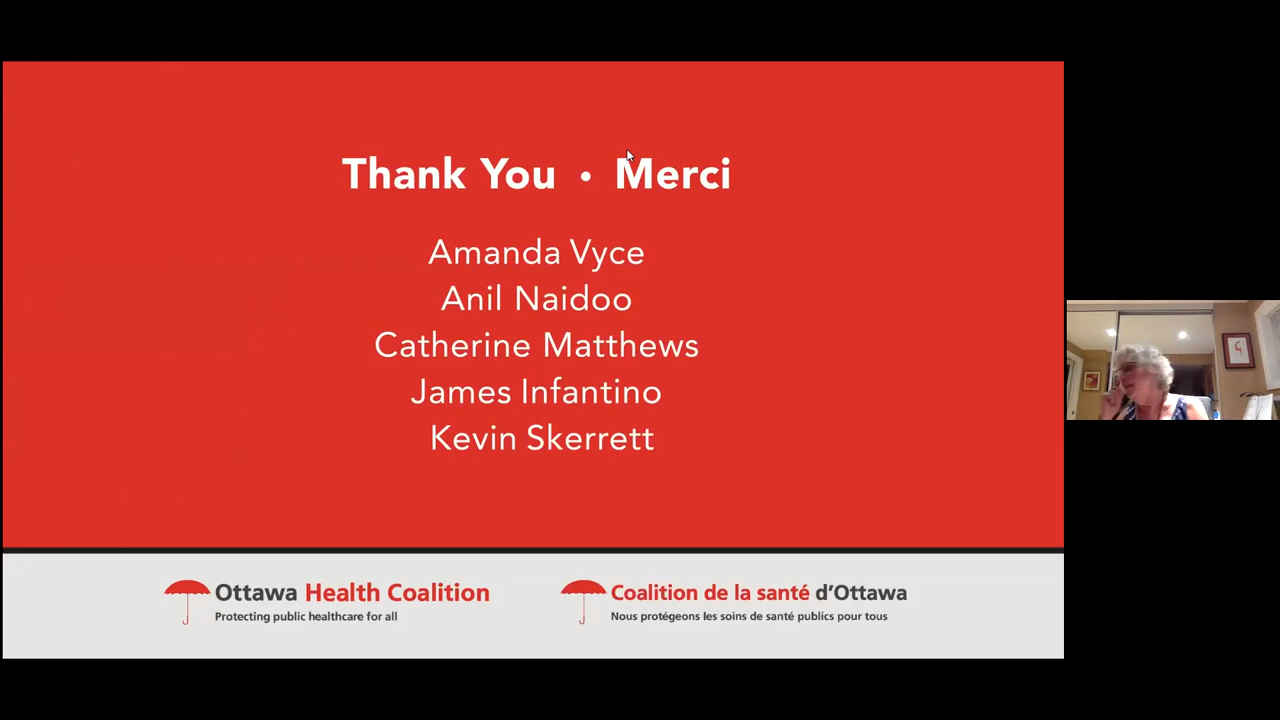 Thank You • Merci
Amanda Vyce
Anil Naidoo
Catherine Matthews
James Infantino
Kevin Skerrett
Ottawa Health Coalition
Protecting public healthcare for all
Coalition de la santé d'Ottawa
Nous protégeons les soins de santé publics pour tous